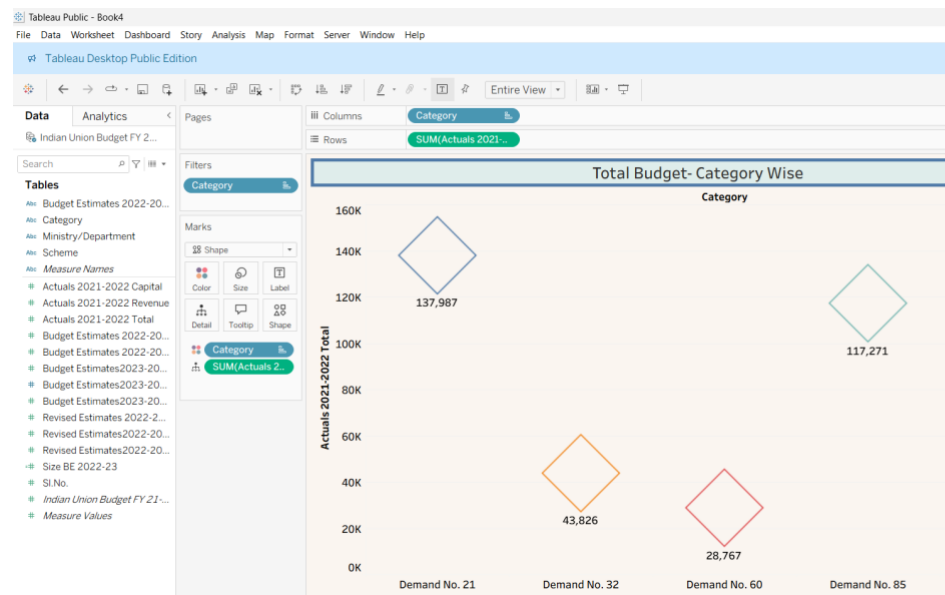 Tableau Public - Book4
File Data Worksheet Dashboard Story Analysis Map Format Server Window Help
Tableau Desktop Public Edition
Entire View
Data Analytics
Indian Union Budget FY 2...
Search
Tables
Abc Budget Estimates 2022-20...
Abc Category
Abc Ministry/Department
Abc Scheme
Abc Measure Names
# Actuals 2021-2022 Capital
# Actuals 2021-2022 Revenue
# Actuals 2021-2022 Total
# Budget Estimates 2022-20...
# Budget Estimates 2022-20...
# Budget Estimates2023-20...
# Budget Estimates2023-20...
# Budget Estimates2023-20...
# Revised Estimates 2022-2...
# Revised Estimates2022-20...
# Revised Estimates2022-20...
=# Size BE 2022-23
# Sl.No.
# Indian Union Budget FY 21-...
# Measure Values
Pages
Filters
Category
Marks
Shape
Color Size Label
Detail Tooltip Shape
Category
SUM(Actuals 2..
Columns Category
Rows SUM(Actuals 2021-..
Total Budget- Category Wise
Category
Actuals 2021-2022 Total
160K
140K
120K
100K
80K
60K
40K
20K
0K
137,987
43,826
28,767
117,271
Demand No. 21 Demand No. 32 Demand No. 60 Demand No. 85